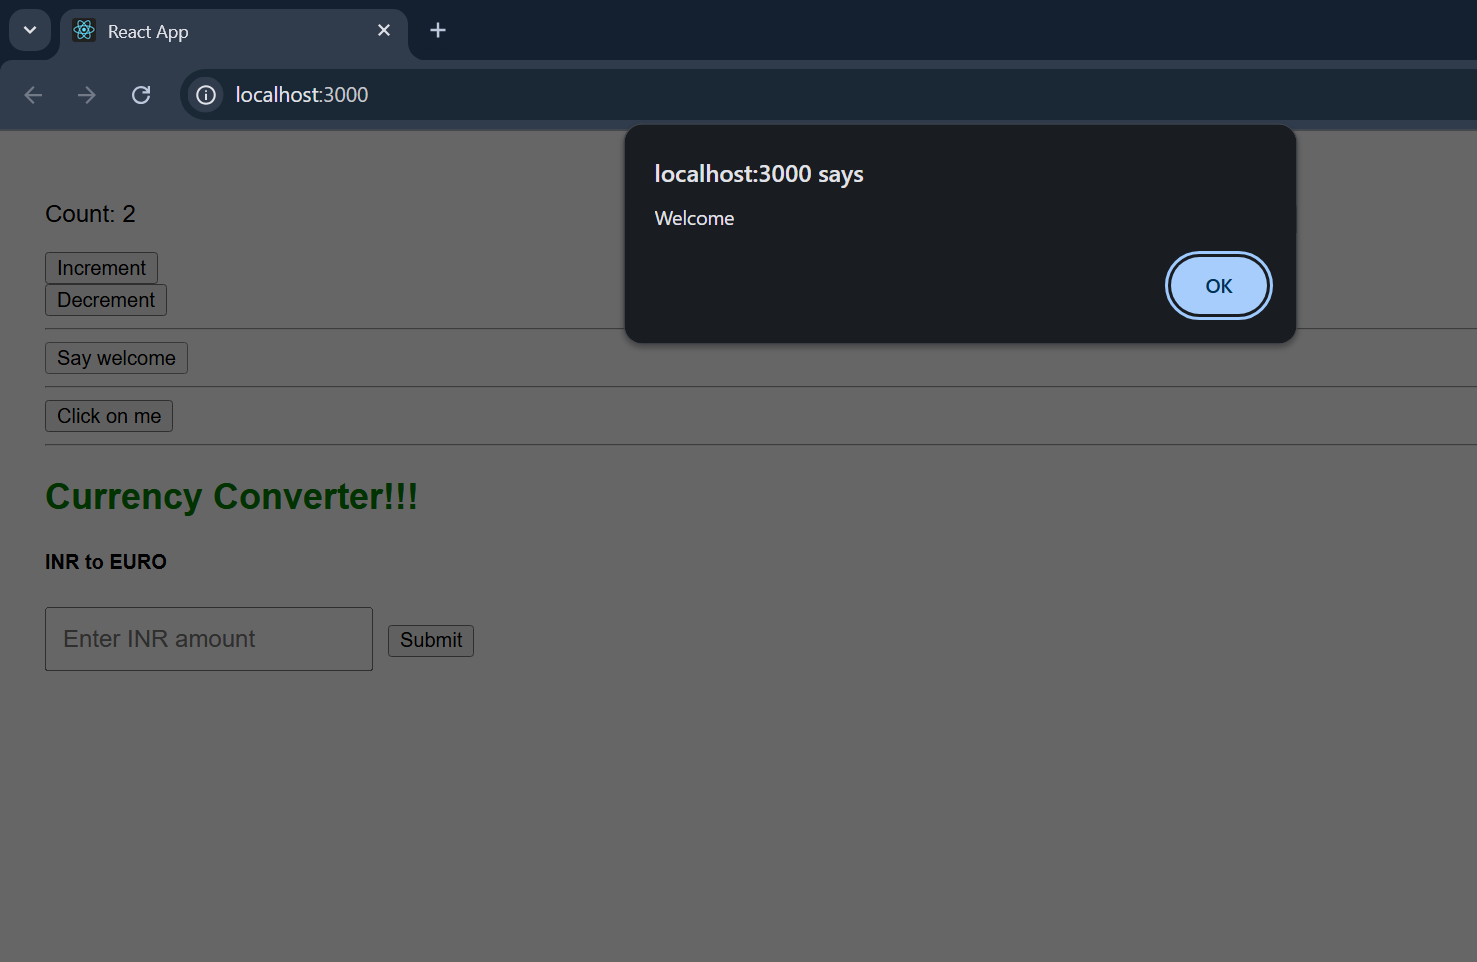 React App
localhost:3000
localhost:3000 says
Welcome
OK
Count: 2
Increment
Decrement
Say welcome
Click on me
Currency Converter!!!
INR to EURO
Enter INR amount
Submit